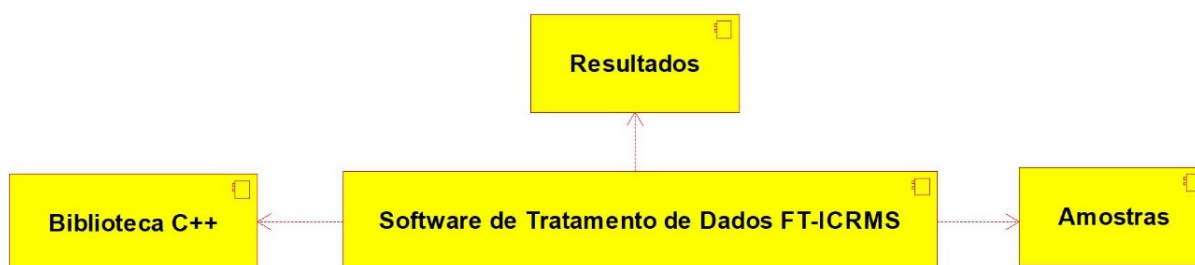 Resultados
Biblioteca C++
Software de Tratamento de Dados FT-ICRMS
Amostras